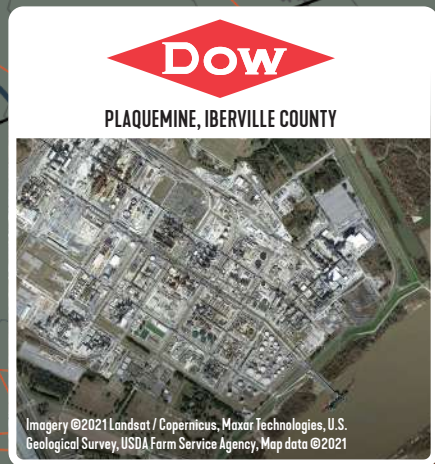 DOW
PLAQUEMINE, IBERVILLE COUNTY
Imagery ©2021 Landsat / Copernicus, Maxar Technologies, U.S.
Geological Survey, USDA Farm Service Agency, Map data ©2021